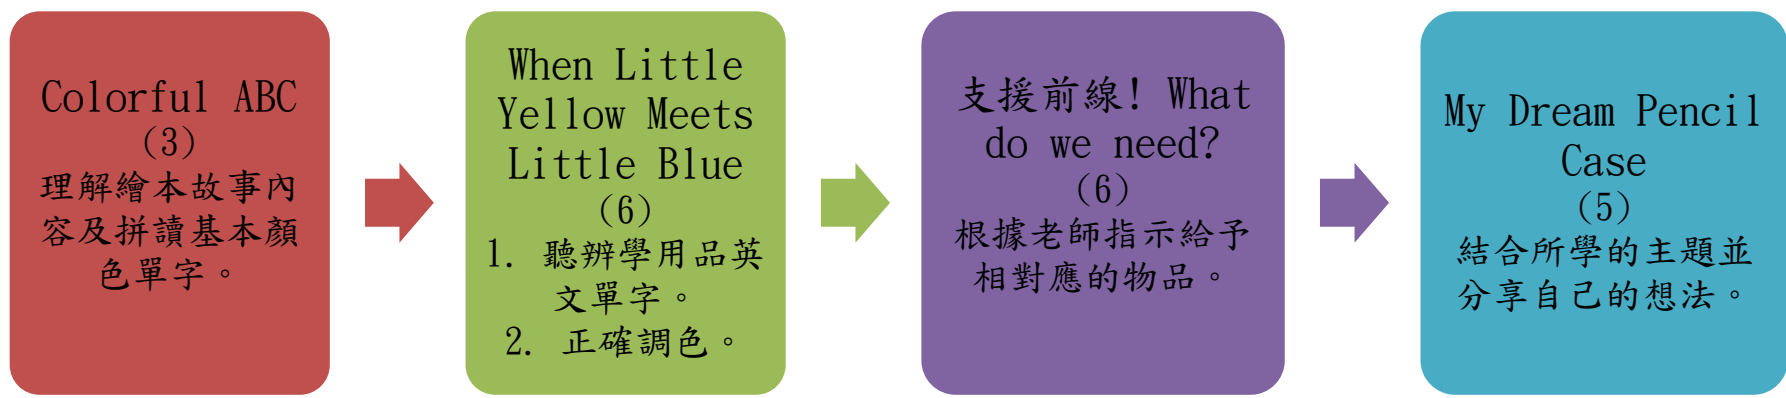 Colorful ABC
(3)
理解繪本故事內
容及拼讀基本顏
色單字。
When Little
Yellow Meets
Little Blue
(6)
1. 聽辨學用品英
文單字。
2. 正確調色。
支援前線! What
do we need?
(6)
根據老師指示給予
相對應的物品。
My Dream Pencil
Case
(5)
結合所學的主題並
分享自己的想法。